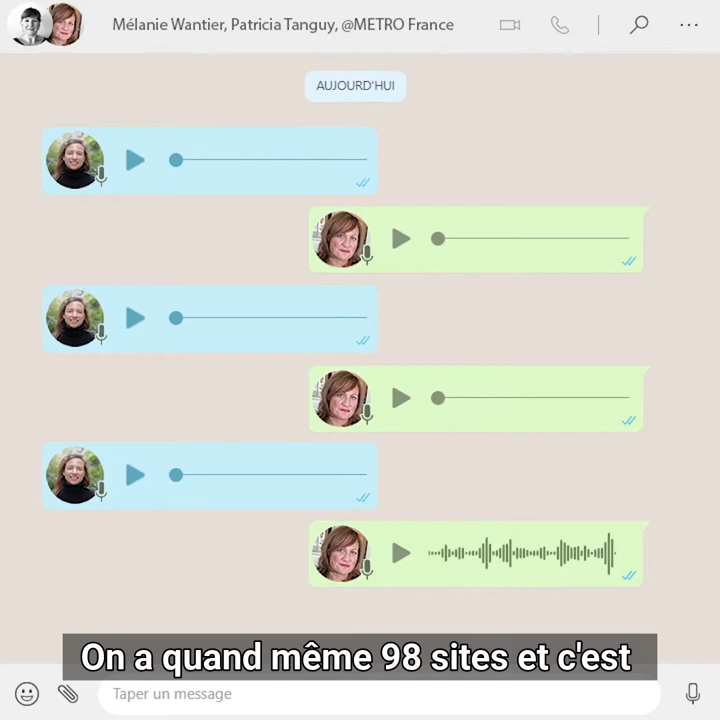 Mélanie Wantier, Patricia Tanguy, @METRO France
AUJOURD'HUI
On a quand même 98 sites et c'est
Taper un message